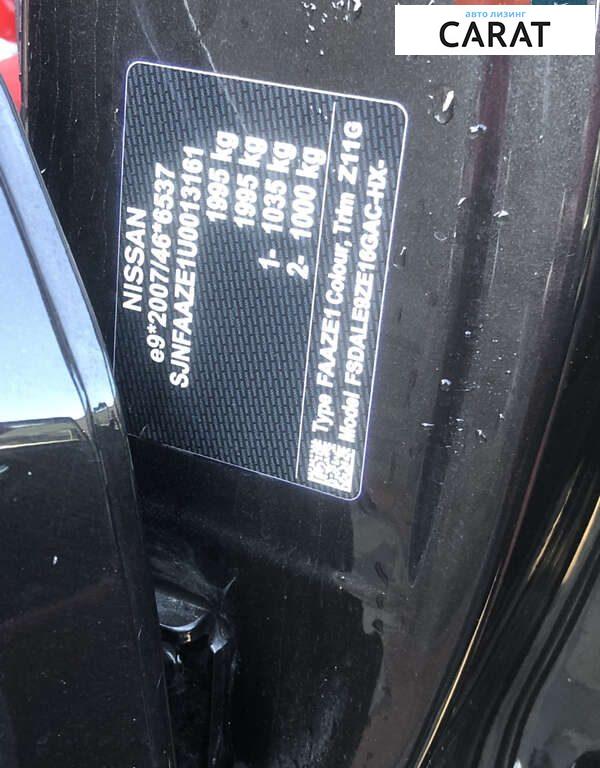 авто лизинг
CARAT
NISSAN
e9*2007/46*6537
SJNFAAZE1U0013161
1995 kg
1995 kg
1- 1035 kg
2- 1000 kg
Type FAAZE1 Colour, Trim Z11G
Model FSDALE9ZE16GAC-HX-